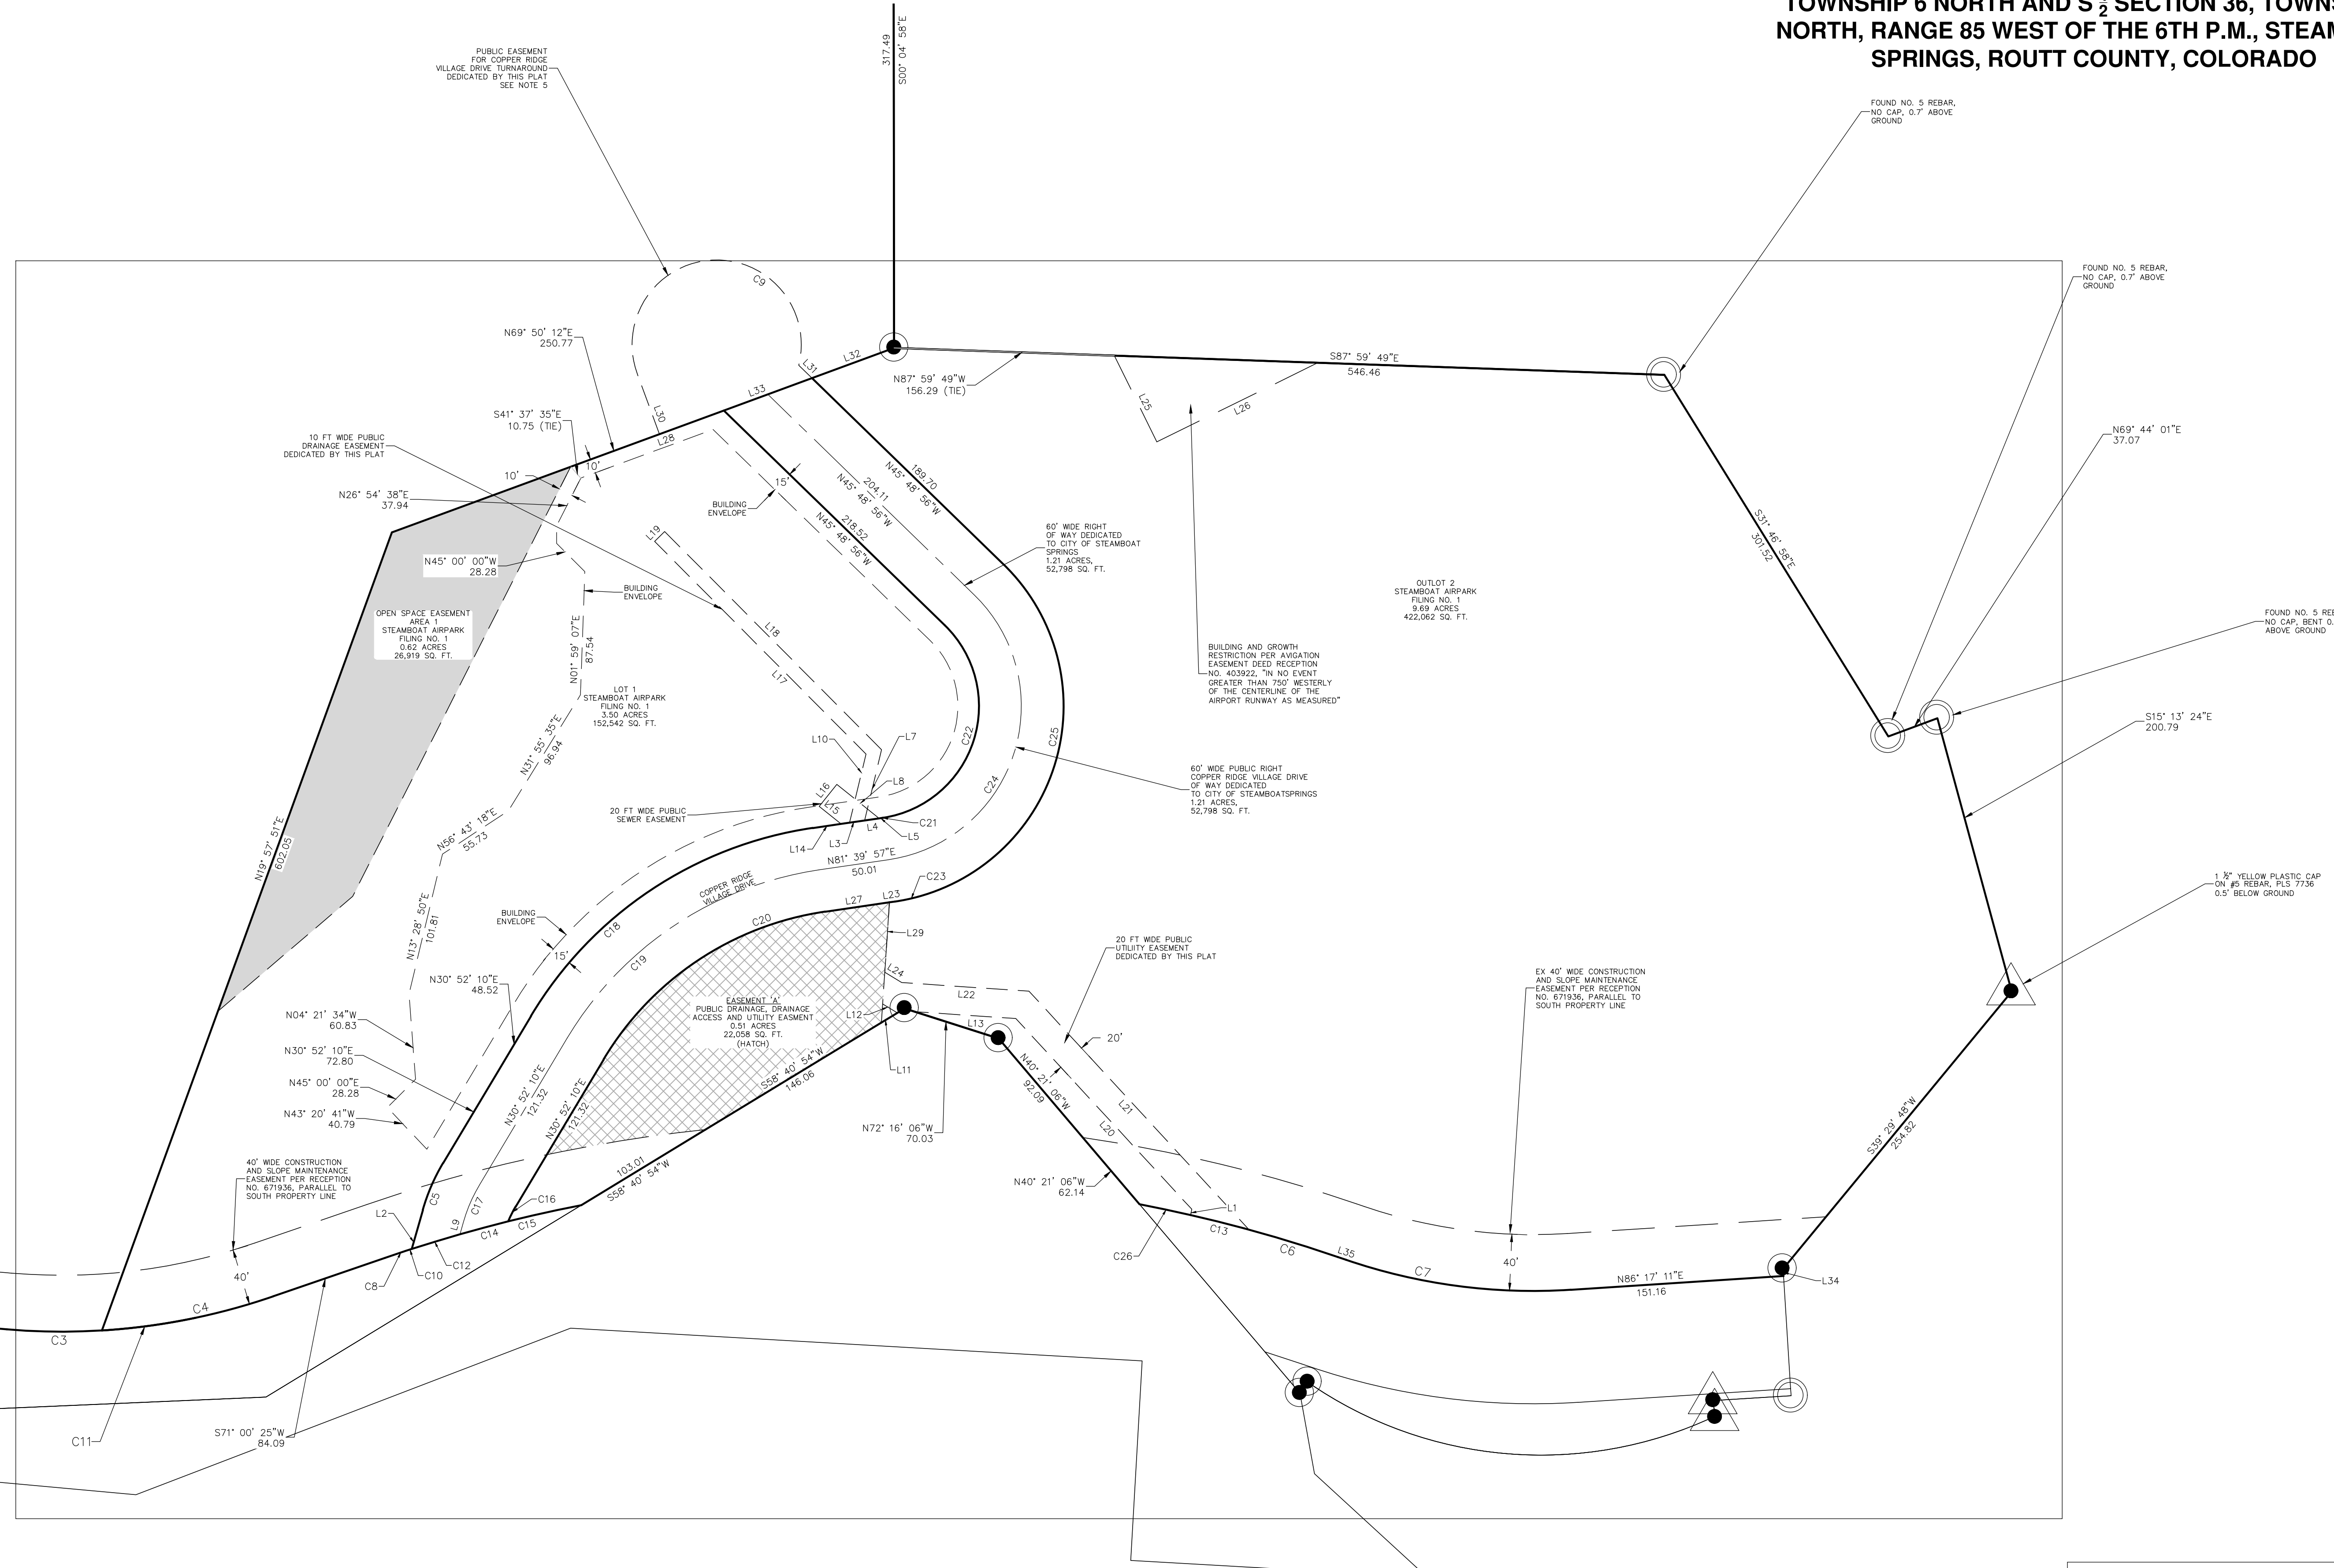 TOWNSHIP 6 NORTH AND S 1/2 SECTION 36, TOWNS
NORTH, RANGE 85 WEST OF THE 6TH P.M., STEAM
SPRINGS, ROUTT COUNTY, COLORADO
317.49
S00° 04' 58"E
PUBLIC EASEMENT
FOR COPPER RIDGE
VILLAGE DRIVE TURNAROUND
DEDICATED BY THIS PLAT
SEE NOTE 5
FOUND NO. 5 REBAR,
NO CAP, 0.7' ABOVE
GROUND
FOUND NO. 5 REBAR,
NO CAP, 0.7' ABOVE
GROUND
C9
N69° 50' 12"E
250.77
L32
L31
L33
L30
L28
N87° 59' 49"W
156.29 (TIE)
S87° 59' 49"E
546.46
L25
L26
S41° 37' 35"E
10.75 (TIE)
10 FT WIDE PUBLIC
DRAINAGE EASEMENT
DEDICATED BY THIS PLAT
10'
10'
N26° 54' 38"E
37.94
15'
BUILDING
ENVELOPE
189.70
N45° 48' 56"W
204.11
N45° 48' 56"W
218.52
N45° 48' 56"W
N69° 44' 01"E
37.07
L19
60' WIDE RIGHT
OF WAY DEDICATED
TO CITY OF STEAMBOAT
SPRINGS
1.21 ACRES,
52,798 SQ. FT.
S31° 46' 58"E
301.52
N45° 00' 00"W
28.28
BUILDING
ENVELOPE
OUTLOT 2
STEAMBOAT AIRPARK
FILING NO. 1
9.69 ACRES
422,062 SQ. FT.
OPEN SPACE EASEMENT
AREA 1
STEAMBOAT AIRPARK
FILING NO. 1
0.62 ACRES
26,919 SQ. FT.
FOUND NO. 5 REB
NO CAP, BENT 0.
ABOVE GROUND
N01° 59' 07"E
87.54
L18
L17
BUILDING AND GROWTH
RESTRICTION PER AVIGATION
EASEMENT DEED RECEPTION
NO. 403922, "IN NO EVENT
GREATER THAN 750' WESTERLY
OF THE CENTERLINE OF THE
AIRPORT RUNWAY AS MEASURED"
LOT 1
STEAMBOAT AIRPARK
FILING NO. 1
3.50 ACRES
152,542 SQ. FT.
S15° 13' 24"E
200.79
N31° 55' 35"E
96.94
L10
L7
C22
C25
L8
L16
L15
C24
60' WIDE PUBLIC RIGHT
COPPER RIDGE VILLAGE DRIVE
OF WAY DEDICATED
TO CITY OF STEAMBOATSPRINGS
1.21 ACRES,
52,798 SQ. FT.
20 FT WIDE PUBLIC
SEWER EASEMENT
C21
L4
L5
L3
L14
N56° 43' 18"E
55.73
N19° 57' 51"E
602.05
N81° 39' 57"E
50.01
COPPER RIDGE
VILLAGE DRIVE
C23
L23
L27
1 ½" YELLOW PLASTIC CAP
ON #5 REBAR, PLS 7736
0.5' BELOW GROUND
BUILDING
ENVELOPE
C18
C20
L29
N13° 28' 50"E
101.81
15'
C19
20 FT WIDE PUBLIC
UTILIITY EASEMENT
DEDICATED BY THIS PLAT
L24
L22
EX 40' WIDE CONSTRUCTION
AND SLOPE MAINTENANCE
EASEMENT PER RECEPTION
NO. 671936, PARALLEL TO
SOUTH PROPERTY LINE
N30° 52' 10"E
48.52
EASEMENT 'A'
PUBLIC DRAINAGE, DRAINAGE
ACCESS AND UTILITY EASMENT
0.51 ACRES
22,058 SQ. FT.
(HATCH)
L12
L13
N04° 21' 34"W
60.83
20'
N30° 52' 10"E
72.80
S58° 40' 54"W
146.06
L11
N40° 21' 06"W
92.09
N45° 00' 00"E
28.28
N30° 52' 10"E
121.32
N30° 52' 10"E
121.32
L21
N43° 20' 41"W
40.79
N72° 16' 06"W
70.03
L20
S39° 29' 48"W
254.82
40' WIDE CONSTRUCTION
AND SLOPE MAINTENANCE
EASEMENT PER RECEPTION
NO. 671936, PARALLEL TO
SOUTH PROPERTY LINE
103.01
S58° 40' 54"W
N40° 21' 06"W
62.14
C5
C17
C16
L2
L9
C15
C14
L1
C13
C26
C6
L35
C12
C10
C8
40'
40'
C7
N86° 17' 11"E
151.16
L34
C4
C3
C11
S71° 00' 25"W
84.09